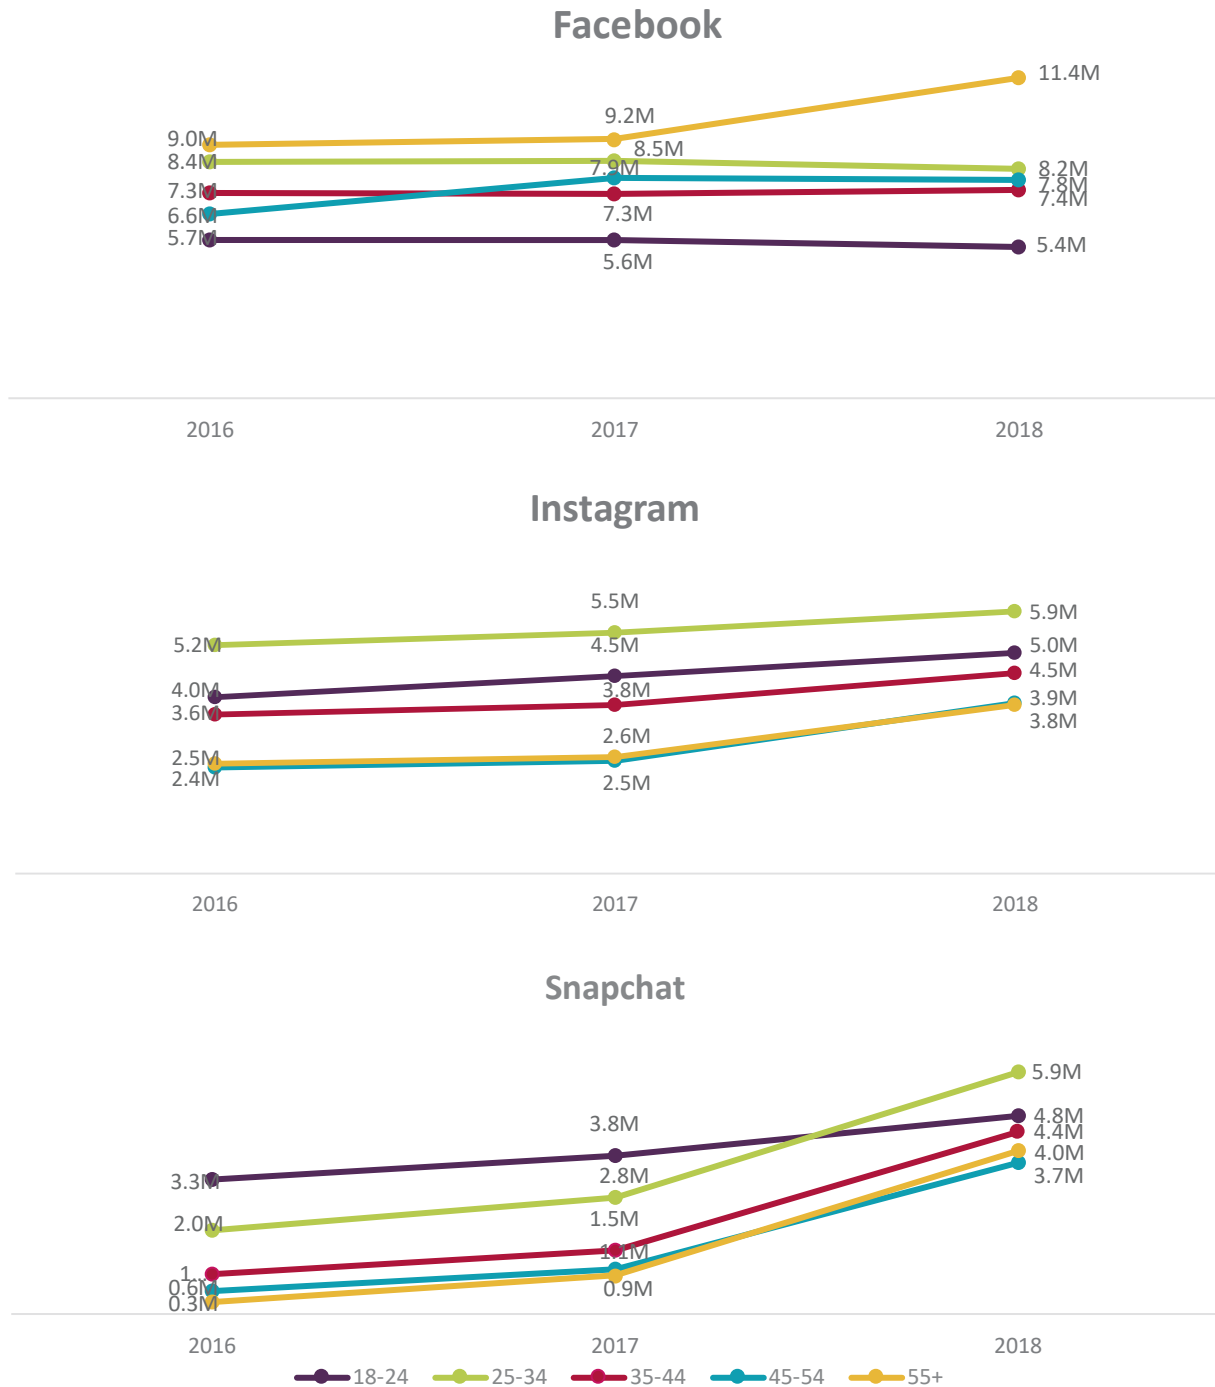 Facebook
11.4M
9.2M
9.0M
8.5M
8.4M
7.9M
8.2M
7.8M
7.3M
7.4M
6.6M
7.3M
5.7M
5.4M
5.6M
2016 2017 2018
Instagram
5.5M
5.9M
5.2M
4.5M
5.0M
4.5M
4.0M
3.8M
3.9M
3.6M
3.8M
2.6M
2.5M
2.4M
2.5M
2016 2017 2018
Snapchat
5.9M
3.8M
4.8M
4.4M
4.0M
3.3M
2.8M
3.7M
2.0M
1.5M
1.1M
1...
0.6M
0.9M
0.3M
2016 2017 2018
18-24 25-34 35-44 45-54 55+